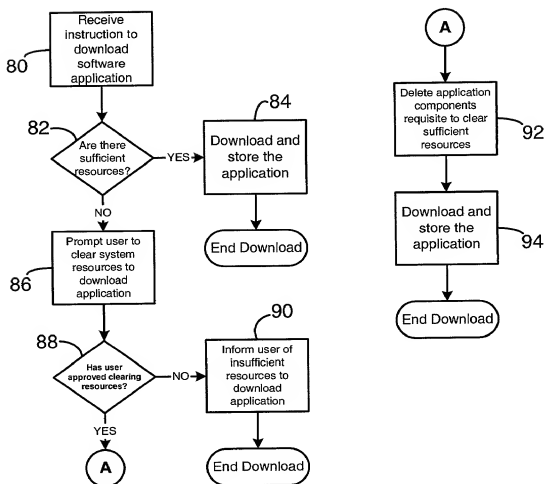 Receive
instruction to
download
software
application
80
82
Are there
sufficient
resources?
YES
84
Download and
store the
application
End Download
NO
Prompt user to
clear system
resources to
download
application
86
88
Has user
approved clearing
resources?
NO
90
Inform user of
insufficient
resources to
download
application
End Download
YES
A
A
Delete application
components
requisite to clear
sufficient
resources
92
Download and
store the
application
94
End Download